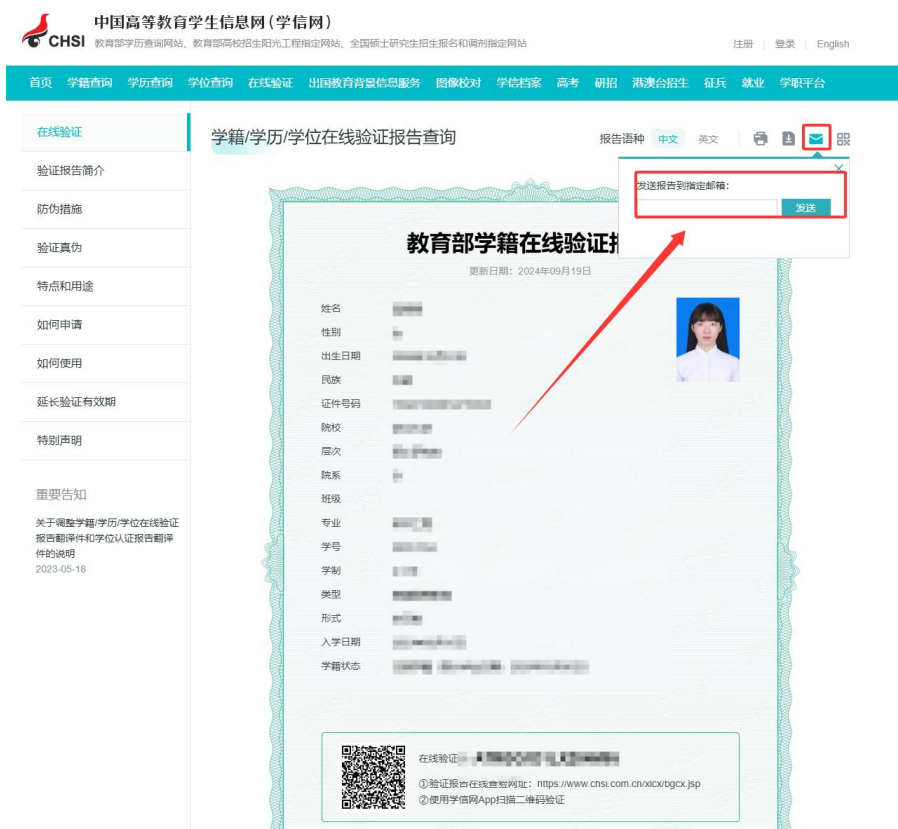 中国高等教育学生信息网(学信网)
CHSI 教育部学历查询网站、教育部高校招生阳光工程指定网站、全国硕士研究生招生报名和调剂指定网站
注册 登录 English
首页 学籍查询 学历查询 学位查询 在线验证 出国教育背景信息服务 图像校对 学信档案 高考 研招 港澳台招生 征兵 就业 学职平台
在线验证
验证报告简介
防伪措施
验证真伪
特点和用途
如何申请
如何使用
延长验证有效期
特别声明
重要告知
关于调整学籍/学历/学位在线验证
报告翻译件和学位认证报告翻译
件的说明
2023-05-18
学籍/学历/学位在线验证报告查询
报告语种 中文 英文
发送报告到指定邮箱:
发送
教育部学籍在线验证
更新日期:2024年09月19日
姓名
性别
出生日期
民族
证件号码
院校
层次
院系
班级
专业
学号
学制
类型
形式
入学日期
学籍状态
在线验证
①验证报告在线查验网址:https://www.chsi.com.cn/xlcx/bgcx.jsp
②使用学信网App扫描二维码验证